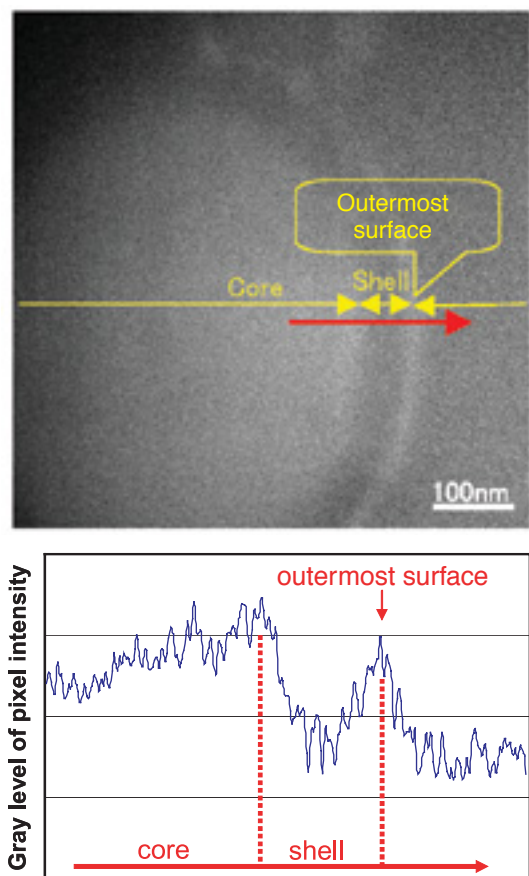 Outermost
surface
Core
Shell
100nm
outermost surface
Gray level of pixel intensity
core
shell